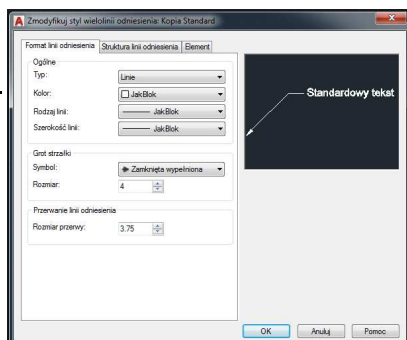 Zmodyfikuj styl wielolinii odniesienia: Kopia Standard
Format linii odniesienia Struktura linii odniesienia Element
Ogólne
Typ: Linie
Kolor: JakBlok
Rodzaj linii: JakBlok
Szerokość linii: JakBlok
Grot strzałki
Symbol: Zamknięta wypełniona
Rozmiar: 4
Przerwanie linii odniesienia
Rozmiar przerwy: 3.75
Standardowy tekst
OK Anuluj Pomoc